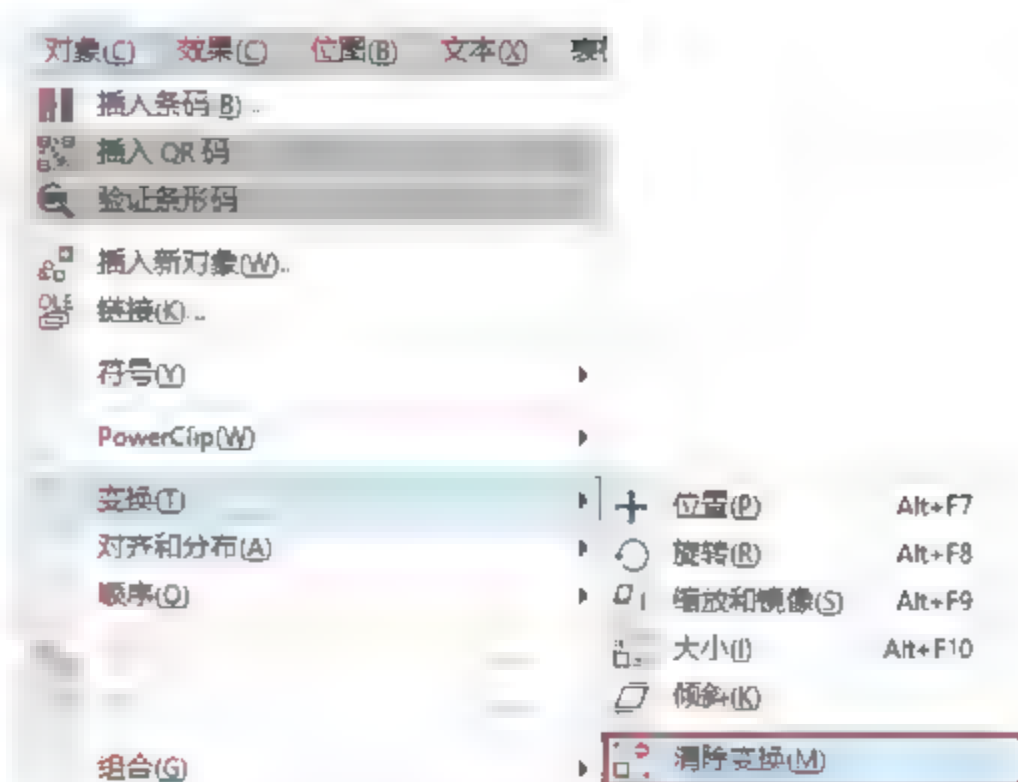 对象(C) 效果(C) 位图(B) 文本(X)
插入条码(B)...
插入 QR 码
验证条形码
插入新对象(W)...
链接(K)...
符号(Y)
PowerClip(W)
变换(T)
位置(P) Alt+F7
对齐和分布(A)
旋转(R) Alt+F8
顺序(O)
缩放和镜像(S) Alt+F9
大小(I) Alt+F10
倾斜(K)
清除变换(M)
组合(G)